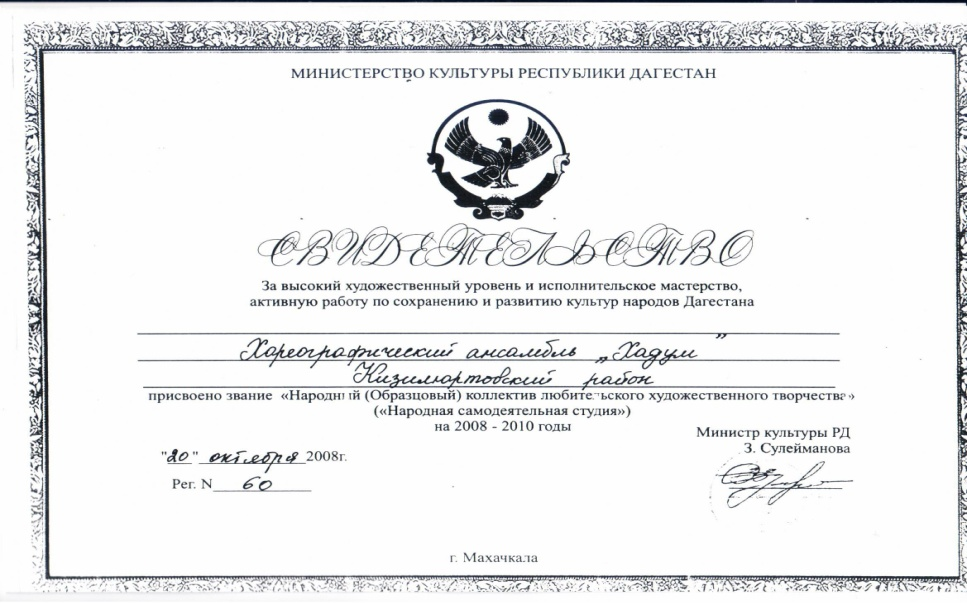 МИНИСТЕРСТВО КУЛЬТУРЫ РЕСПУБЛИКИ ДАГЕСТАН
СВИДЕТЕЛЬСТВО
За высокий художественный уровень и исполнительское мастерство,
активную работу по сохранению и развитию культур народов Дагестана
Хореографический ансамбль „Хадум”
Кизилюртовский район
присвоено звание «Народный (Образцовый) коллектив любительского художественного творчества»
(«Народная самодеятельная студия»)
на 2008 - 2010 годы
Министр культуры РД
З. Сулейманова
"20" октября 2008г.
Рег. N 60
г. Махачкала